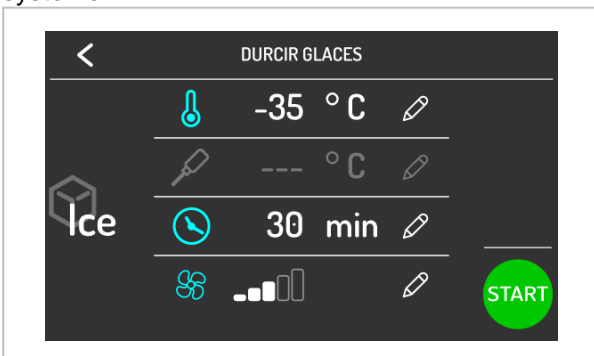 DURCIR GLACES
-35 °C
--- °C
Ice
30 min
START